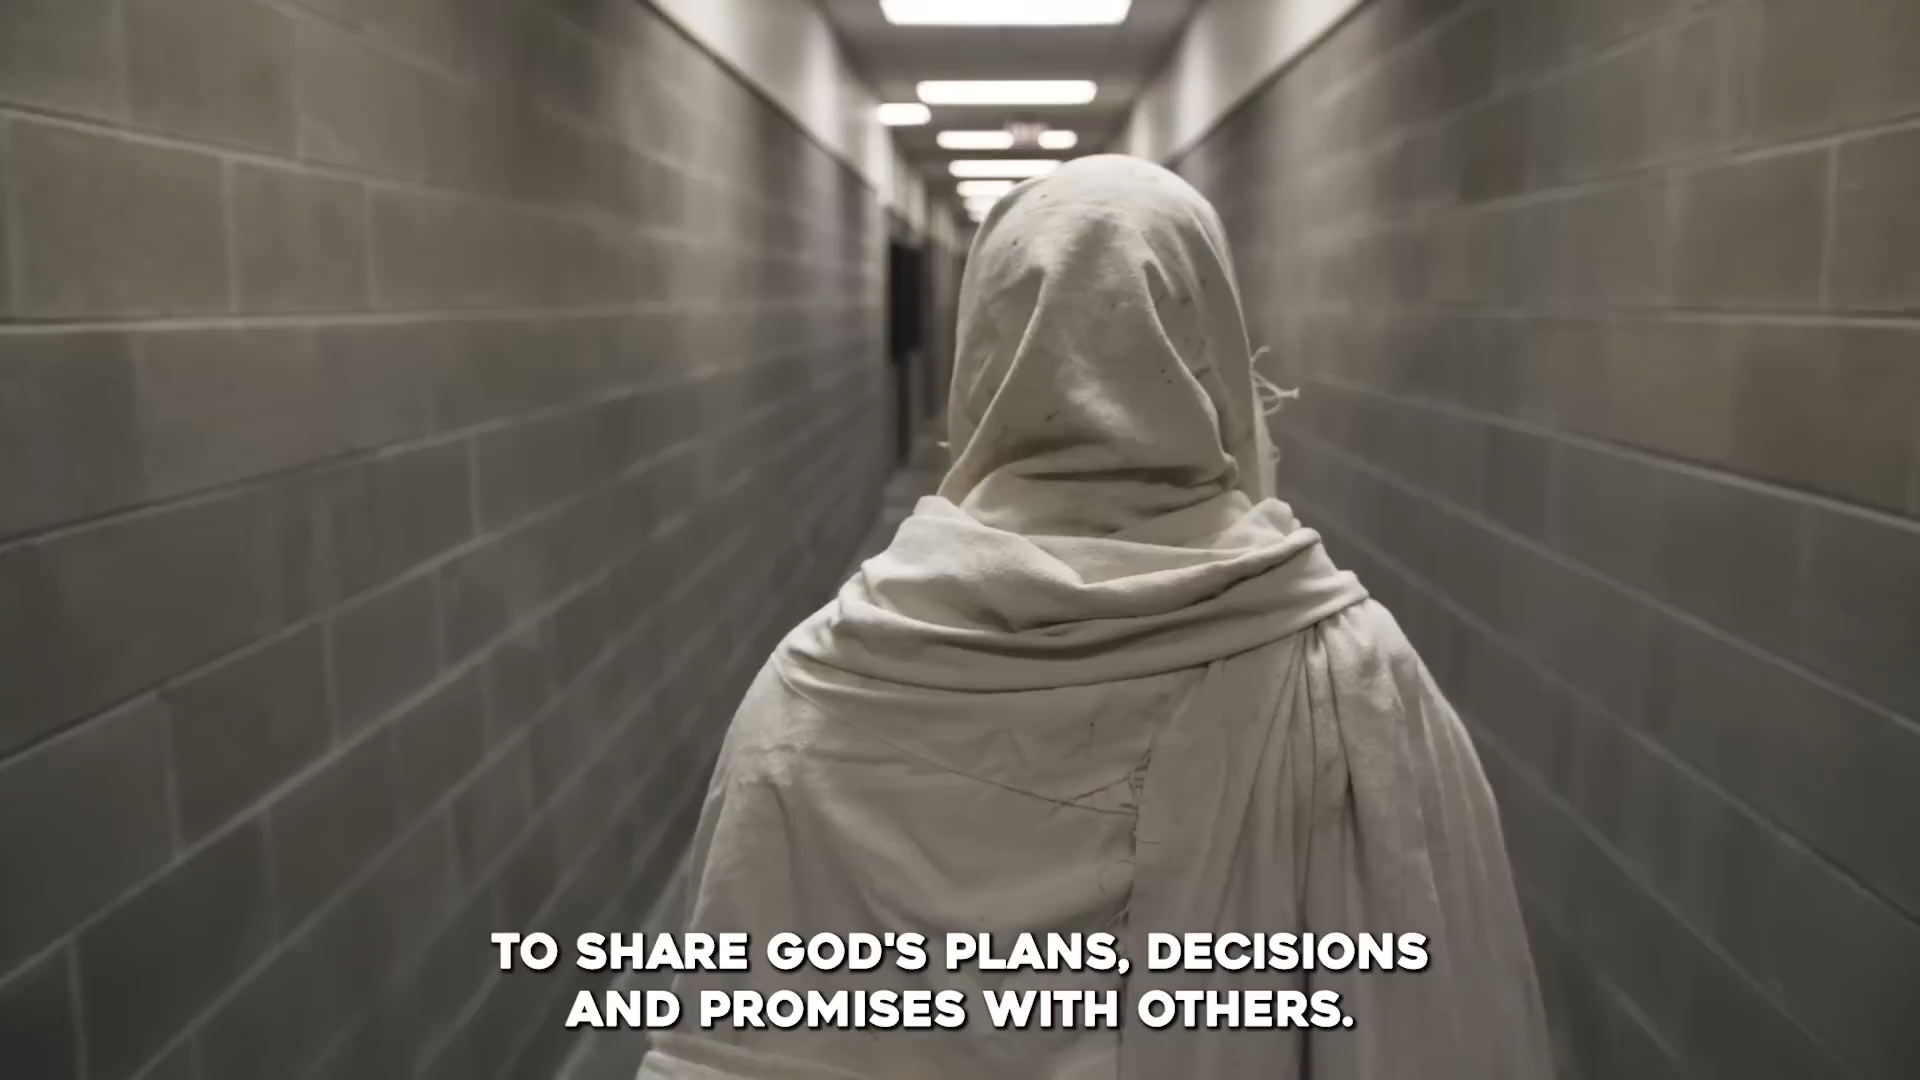 TO SHARE GOD'S PLANS, DECISIONS
AND PROMISES WITH OTHERS.